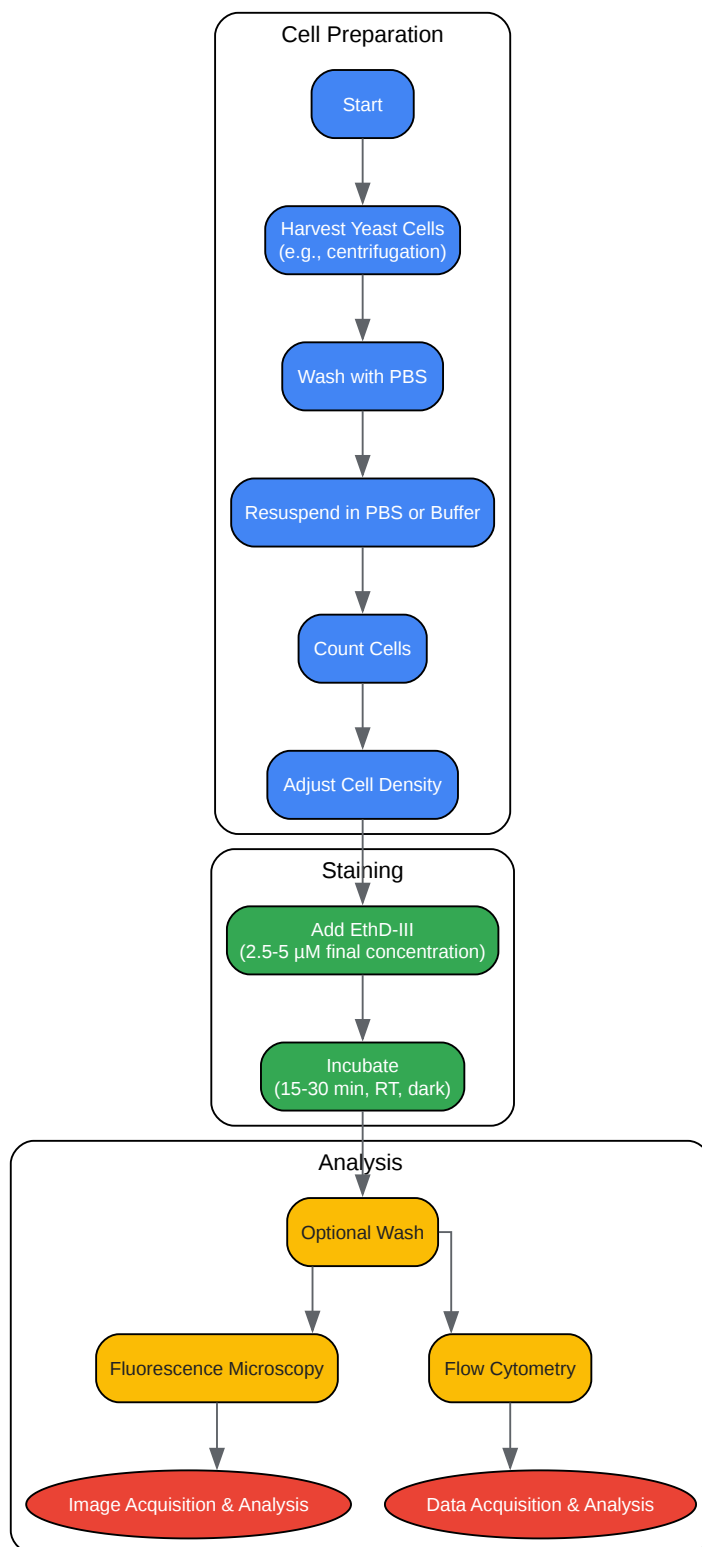 Cell Preparation
Start
Harvest Yeast Cells
(e.g., centrifugation)
Wash with PBS
Resuspend in PBS or Buffer
Count Cells
Adjust Cell Density
Staining
Add EthD-III
(2.5-5 µM final concentration)
Incubate
(15-30 min, RT, dark)
Analysis
Optional Wash
Fluorescence Microscopy
Flow Cytometry
Image Acquisition & Analysis
Data Acquisition & Analysis